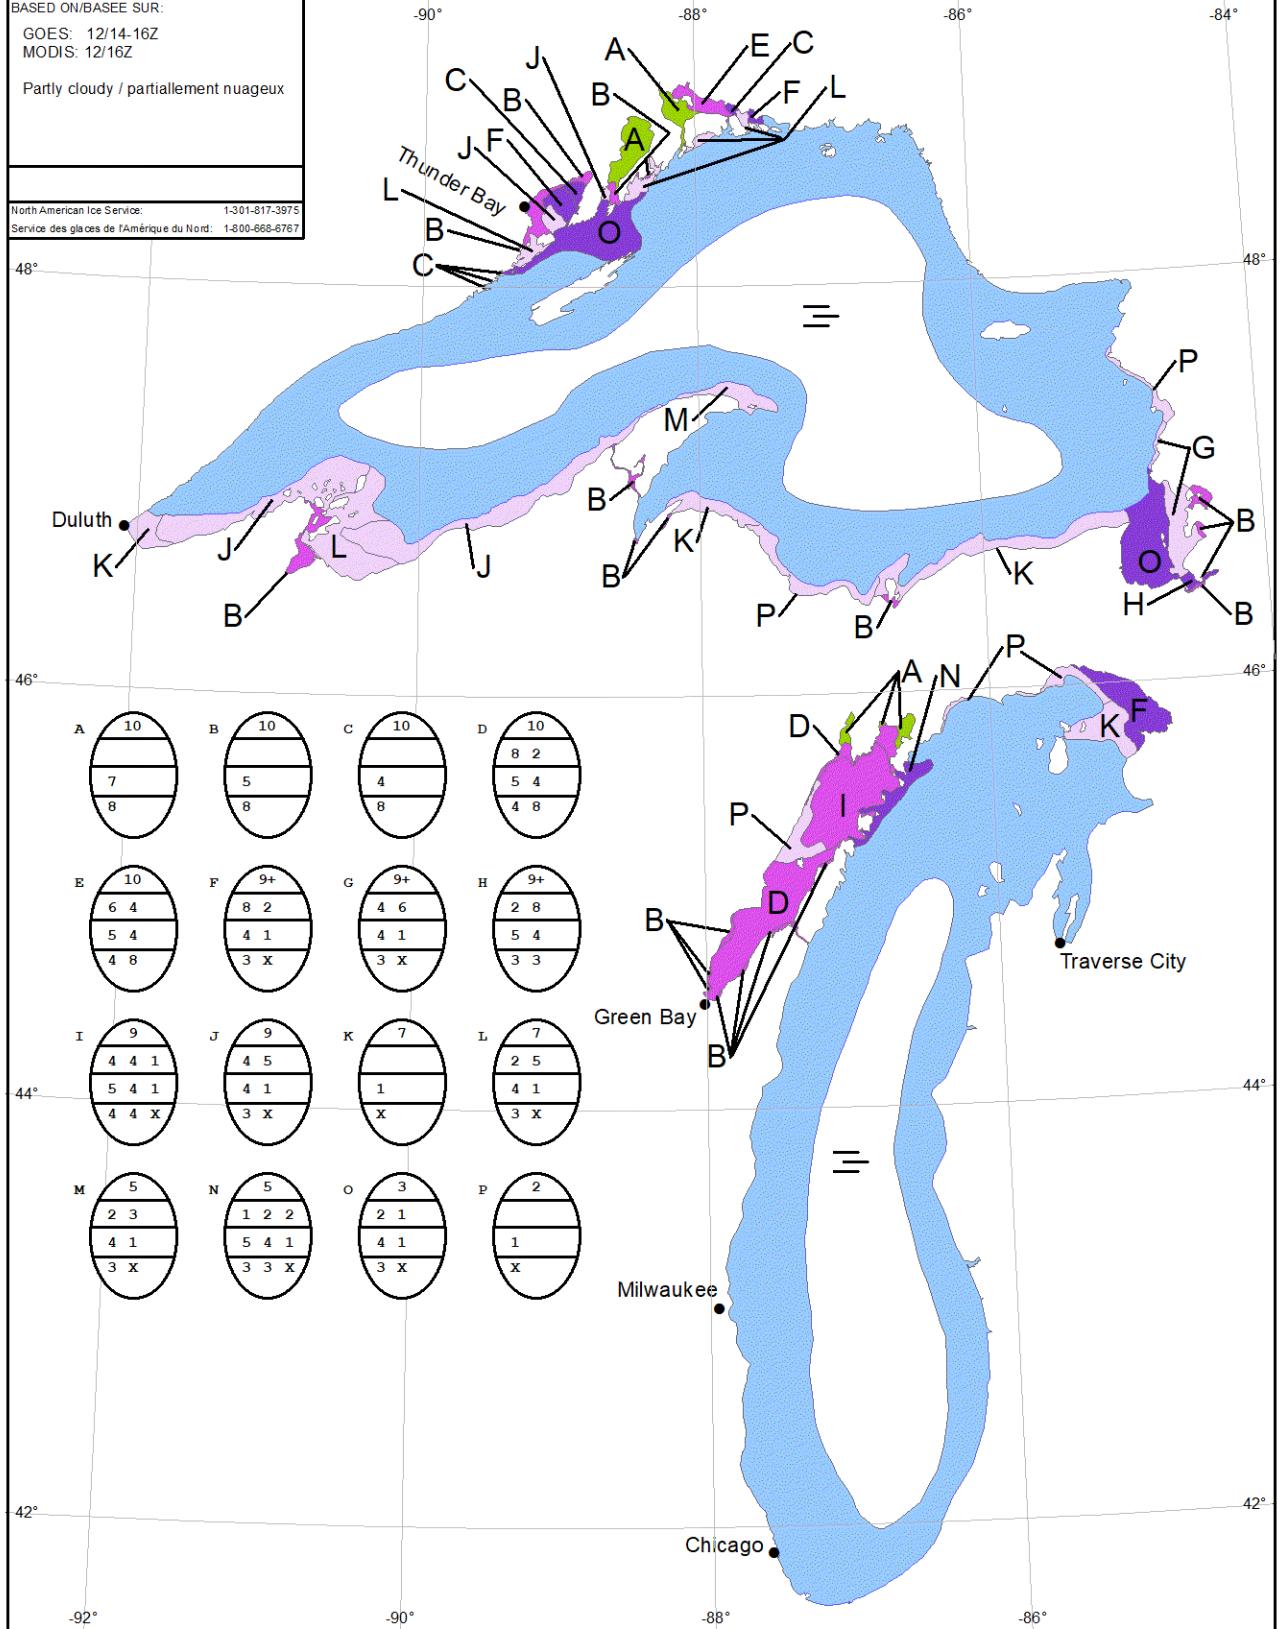 BASED ON/BASEE SUR:
GOES: 12/14-16Z
MODIS: 12/16Z
Partly cloudy / partiallement nuageux
North American Ice Service: 1-301-817-3975
Service des glaces de l'Amérique du Nord: 1-800-668-6767
-90° -88° -86° -84°
J A E C
C B B F L
J F A
Thunder Bay
L
B O
C
48° 48°
P
M
G
B
Duluth B
K J L J K K O
B B H B
P B
46° P 46°
A N
D F
K
P I
D
B
Traverse City
Green Bay
B
44° 44°
Milwaukee
42° 42°
Chicago
-92° -90° -88° -86°
A 10
7
8
B 10
5
8
C 10
4
8
D 10
8 2
5 4
4 8
E 10
6 4
5 4
4 8
F 9+
8 2
4 1
3 X
G 9+
4 6
4 1
3 X
H 9+
2 8
5 4
3 3
I 9
4 4 1
5 4 1
4 4 X
J 9
4 5
4 1
3 X
K 7
1
X
L 7
2 5
4 1
3 X
M 5
2 3
4 1
3 X
N 5
1 2 2
5 4 1
3 3 X
O 3
2 1
4 1
3 X
P 2
1
X